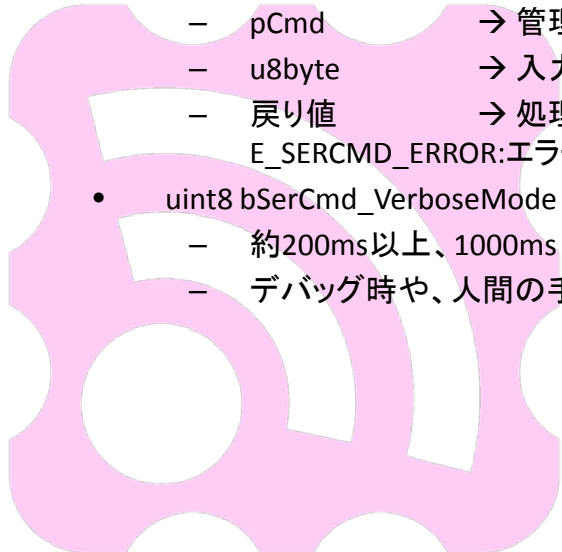 – pCmd → 管理
– u8byte → 入力
– 戻り値 → 処理
E_SERCMD_ERROR:エラ
• uint8 bSerCmd_VerboseMode
– 約200ms以上、1000ms
– デバッグ時や、人間の手